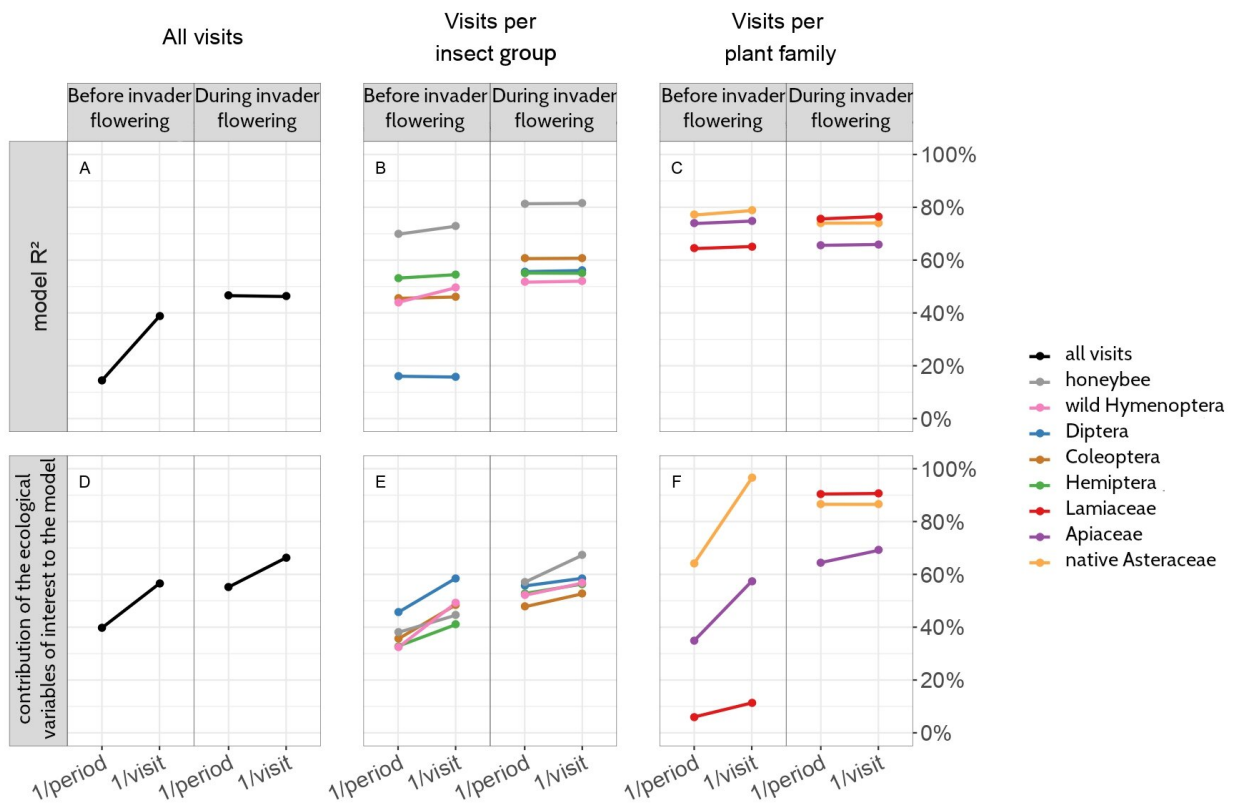 All visits
Visits per
insect group
Visits per
plant family
Before invader
flowering
During invader
flowering
Before invader
flowering
During invader
flowering
Before invader
flowering
During invader
flowering
model R²
A
B
C
100%
80%
60%
40%
20%
0%
contribution of the ecological
variables of interest to the model
D
E
F
100%
80%
60%
40%
20%
0%
1/period
1/visit
1/period
1/visit
1/period
1/visit
1/period
1/visit
1/period
1/visit
1/period
1/visit
all visits
honeybee
wild Hymenoptera
Diptera
Coleoptera
Hemiptera
Lamiaceae
Apiaceae
native Asteraceae